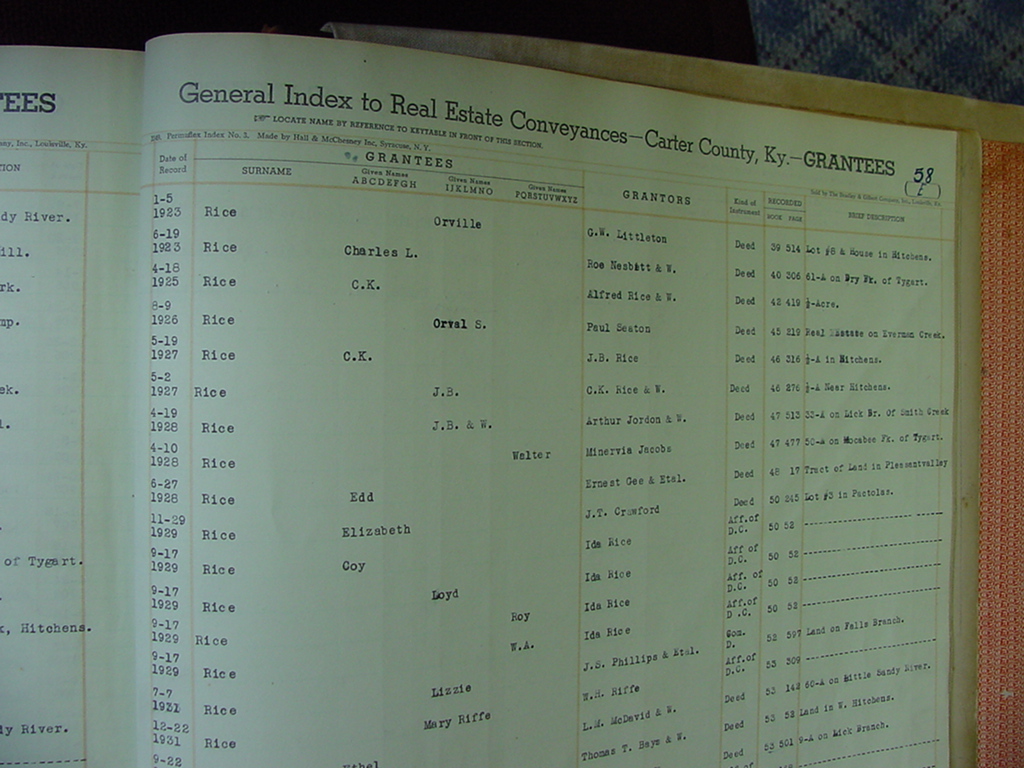 TEES
ny, Inc., Louisville, Ky.
TION
dy River.
ill.
rk.
mp.
ek.
l.
of Tygart.
k, Hitchens.
dy River.
General Index to Real Estate Conveyances—Carter County, Ky.—GRANTEES
58
LOCATE NAME BY REFERENCE TO KEYTABLE IN FRONT OF THIS SECTION.
Permaflex Index No. 2. Made by Hall & McChesney Inc, Syracuse, N. Y.
GRANTEES
Date of Record SURNAME Given Names ABCDEFGH Given Names IJKLMNO Given Names PQRSTUVWXYZ GRANTORS Kind of Instrument RECORDED BOOK PAGE BRIEF DESCRIPTION
1-5
1923 Rice Orville G.W. Littleton Deed 39 514 Lot #8 & House in Hitchens.
6-19
1923 Rice Charles L. Roe Nesbitt & W. Deed 40 306 61-A on Dry Fk. of Tygart.
4-18
1925 Rice C.K. Alfred Rice & W. Deed 42 419 ½-Acre.
8-9
1926 Rice Orval S. Paul Seaton Deed 45 219 Real Estate on Everman Creek.
5-19
1927 Rice C.K. J.B. Rice Deed 46 316 ½-A in Hitchens.
5-2
1927 Rice J.B. C.K. Rice & W. Deed 46 276 ½-A Near Hitchens.
4-19
1928 Rice J.B. & W. Arthur Jordon & W. Deed 47 513 33-A on Lick Br. Of Smith Creek
4-10
1928 Rice Welter Minervia Jacobs Deed 47 477 50-A on Mocabee Fk. of Tygart.
6-27
1928 Rice Edd Ernest Gee & Etal. Deed 48 17 Tract of Land in Pleasantvalley
11-29
1929 Rice Elizabeth J.T. Crawford Deed 50 245 Lot #3 in Pactolas.
9-17
1929 Rice Coy Ida Rice Aff.of D.C. 50 52 --------------------
9-17
1929 Rice Loyd Ida Rice Aff of D.C. 50 52 --------------------
9-17
1929 Rice Roy Ida Rice Aff. of D.C. 50 52 --------------------
9-17
1929 Rice W.A. Ida Rice Aff.of D.C. 50 52 --------------------
7-7
1931 Rice Lizzie J.S. Phillips & Etal. Com. D. 52 597 Land on Falls Branch.
12-22
1931 Rice Mary Riffe W.H. Riffe Aff.of D.C. 53 309 --------------------
9-22
Ethel L.M. McDavid & W. Deed 53 142 60-A on Little Sandy River.
Thomas T. Bays & W. Deed 53 52 Land in W. Hitchens.
Deed 53 501 9-A on Lick Branch.